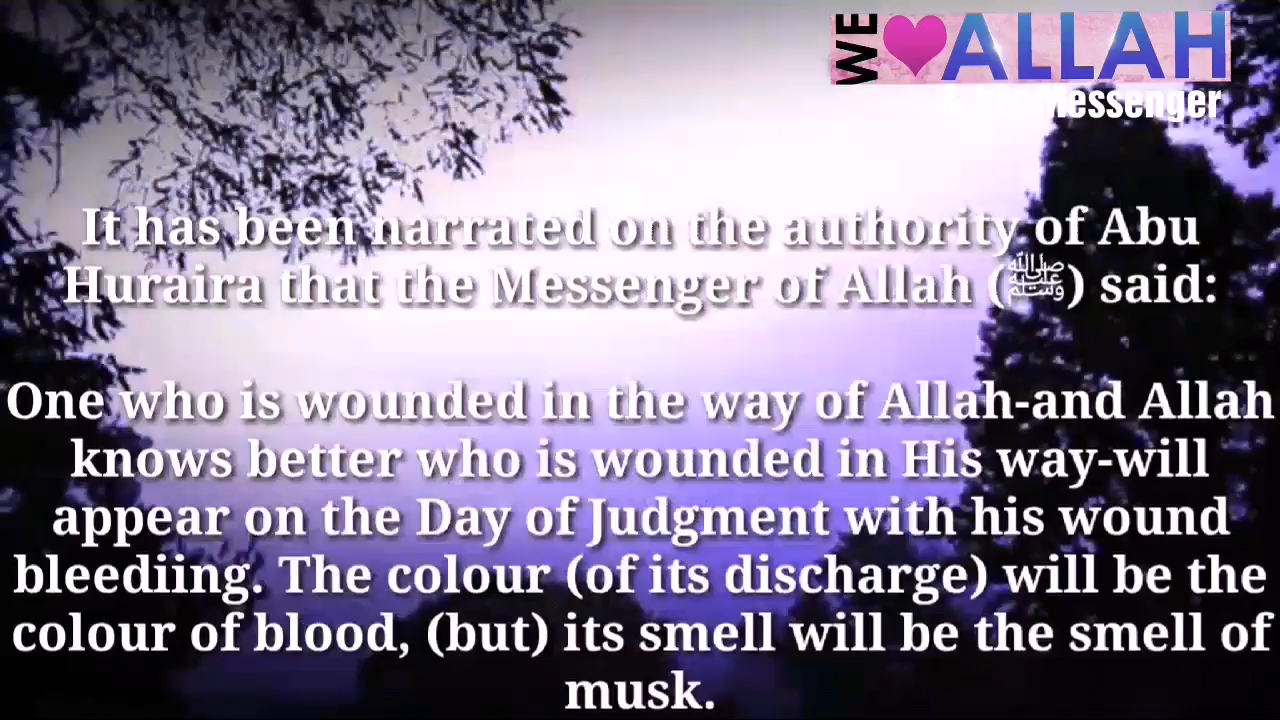 WE ALLAH
& His Messenger
It has been narrated on the authority of Abu
Huraira that the Messenger of Allah (ﷺ) said:
One who is wounded in the way of Allah-and Allah
knows better who is wounded in His way-will
appear on the Day of Judgment with his wound
bleediing. The colour (of its discharge) will be the
colour of blood, (but) its smell will be the smell of
musk.